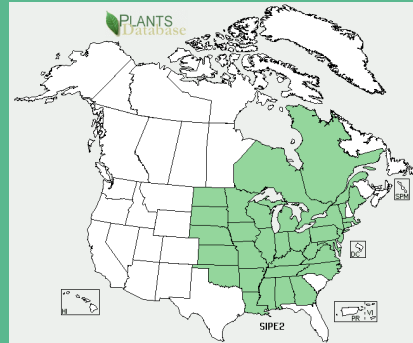 PLANTS
Database
SPM
DC
HI
PR
VI
SIPE2